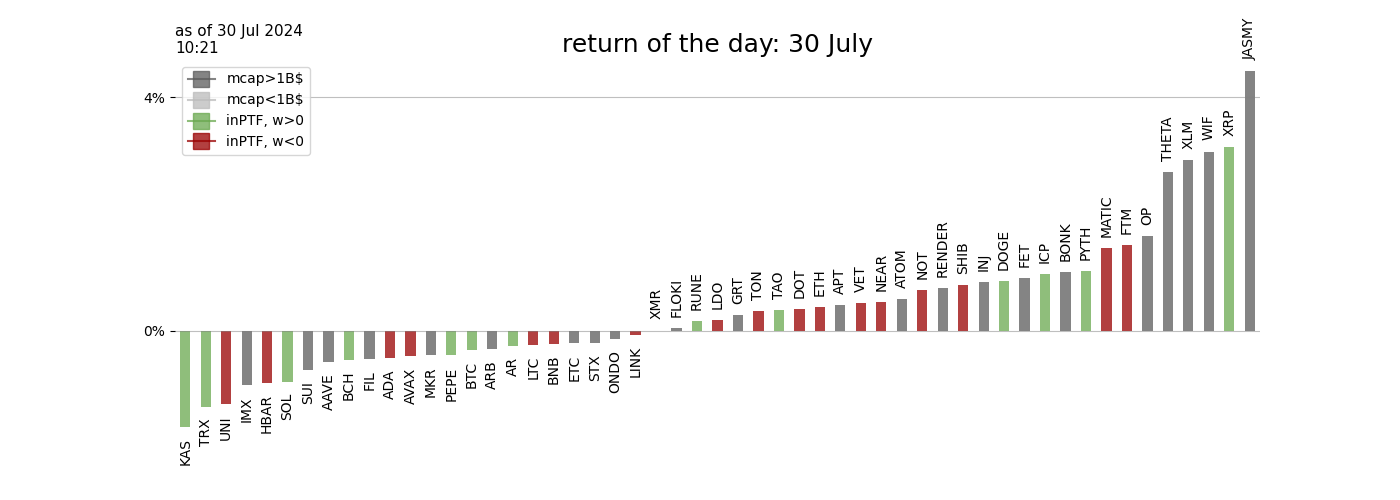 as of 30 Jul 2024
10:21
return of the day: 30 July
mcap>1B$
mcap<1B$
inPTF, w>0
inPTF, w<0
4%
0%
KAS
TRX
UNI
IMX
HBAR
SOL
SUI
AAVE
BCH
FIL
ADA
AVAX
MKR
PEPE
BTC
ARB
AR
LTC
BNB
ETC
STX
ONDO
LINK
XMR
FLOKI
RUNE
LDO
GRT
TON
TAO
DOT
ETH
APT
VET
NEAR
ATOM
NOT
RENDER
SHIB
INJ
DOGE
FET
ICP
BONK
PYTH
MATIC
FTM
OP
THETA
XLM
WIF
XRP
JASMY